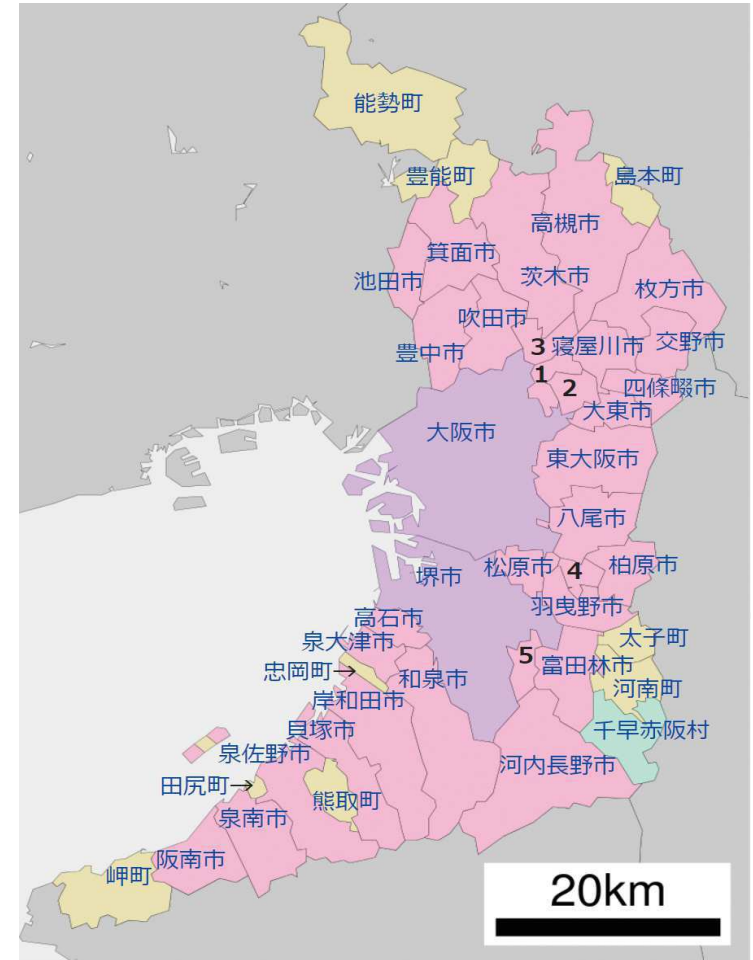 能勢町
豊能町
島本町
高槻市
箕面市
茨木市
池田市
枚方市
吹田市
豊中市
3
寝屋川市
交野市
1
2
四條畷市
大東市
大阪市
東大阪市
八尾市
松原市
4
柏原市
堺市
羽曳野市
高石市
太子町
泉大津市
忠岡町→
和泉市
5
富田林市
河南町
岸和田市
貝塚市
千早赤阪村
泉佐野市
河内長野市
田尻町→
熊取町
泉南市
阪南市
岬町
20km